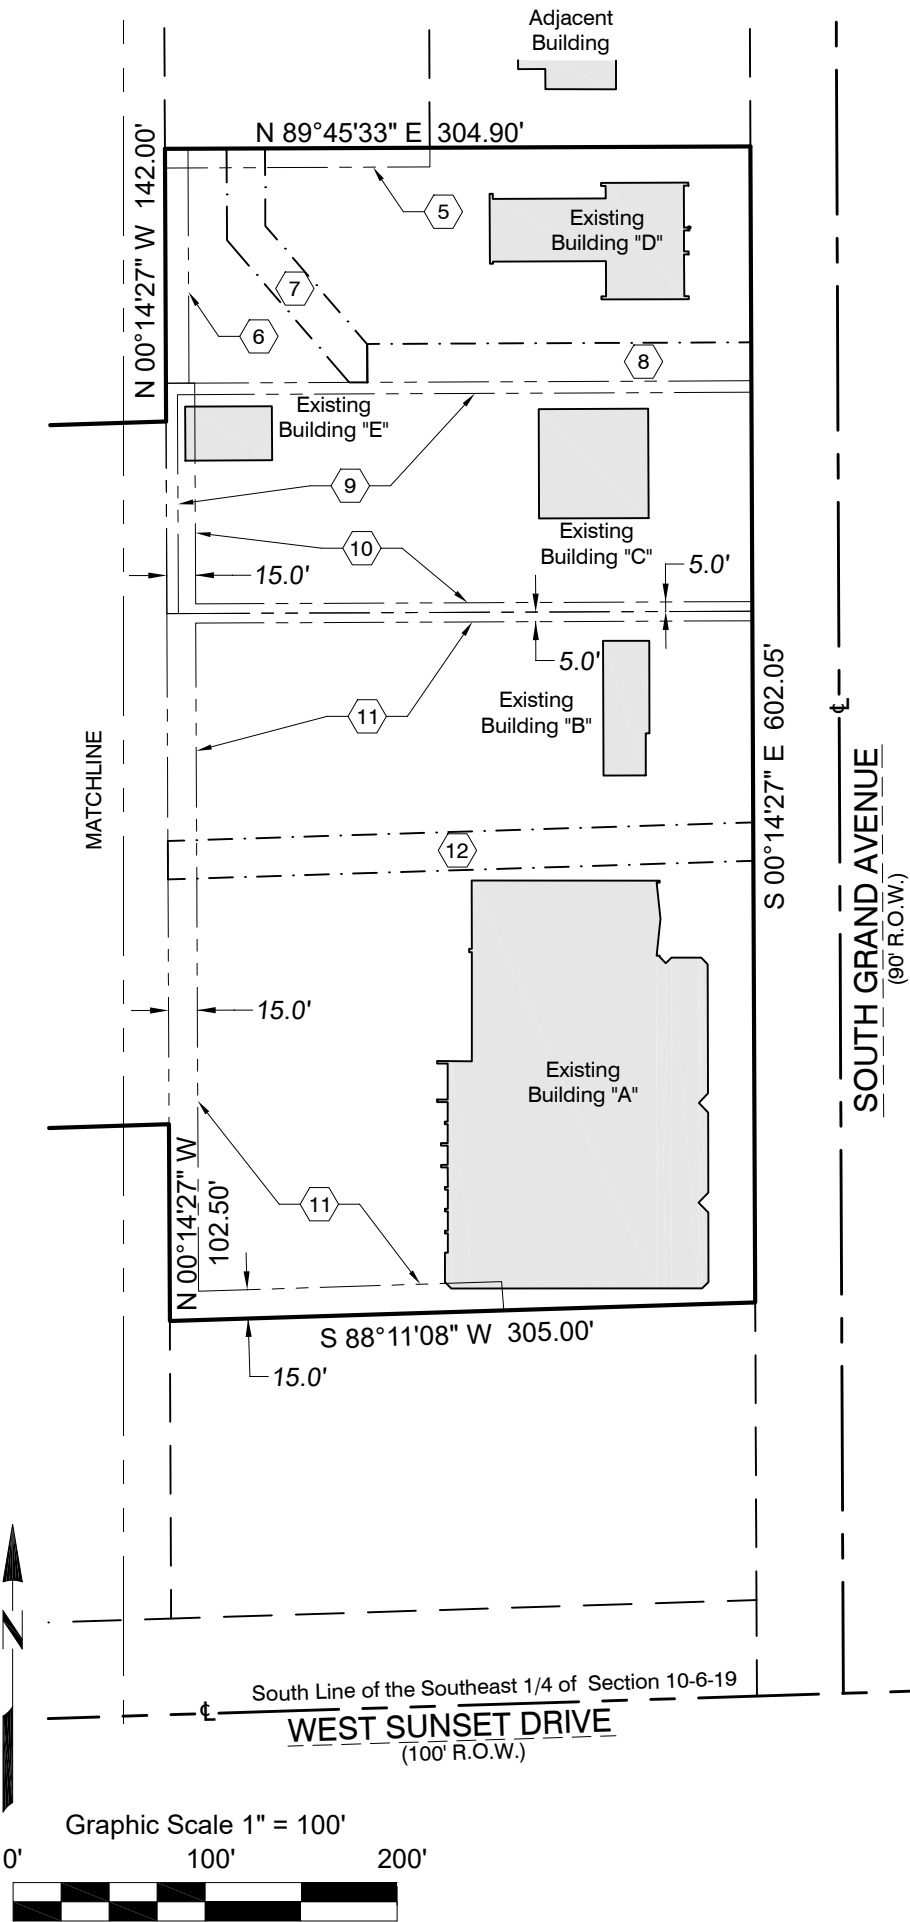 Adjacent
Building
N 89°45'33" E 304.90'
N 00°14'27" W 142.00'
5
Existing
Building "D"
7
6
8
Existing
Building "E"
9
Existing
Building "C"
10
15.0'
5.0'
5.0'
Existing
Building "B"
11
S 00°14'27" E 602.05'
℄
MATCHLINE
SOUTH GRAND AVENUE
(90' R.O.W.)
12
15.0'
Existing
Building "A"
N 00°14'27" W
102.50'
11
S 88°11'08" W 305.00'
15.0'
N
South Line of the Southeast 1/4 of Section 10-6-19
℄
WEST SUNSET DRIVE
(100' R.O.W.)
Graphic Scale 1" = 100'
0' 100' 200'